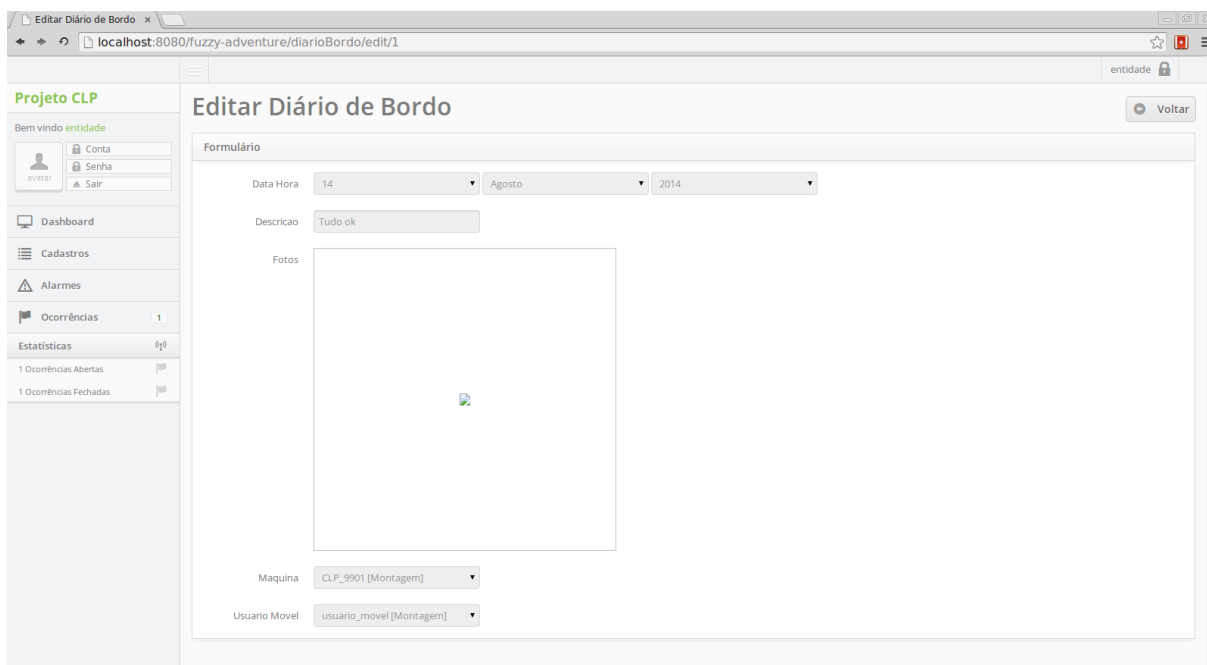 Editar Diário de Bordo
localhost:8080/fuzzy-adventure/diarioBordo/edit/1
entidade
Projeto CLP
Bem vindo entidade
avatar
Conta
Senha
Sair
Dashboard
Cadastros
Alarmes
Ocorrências 1
Estatísticas
1 Ocorrências Abertas
1 Ocorrências Fechadas
Editar Diário de Bordo
Voltar
Formulário
Data Hora 14 Agosto 2014
Descricao Tudo ok
Fotos
Maquina CLP_9901 [Montagem]
Usuario Movel usuario_movel [Montagem]